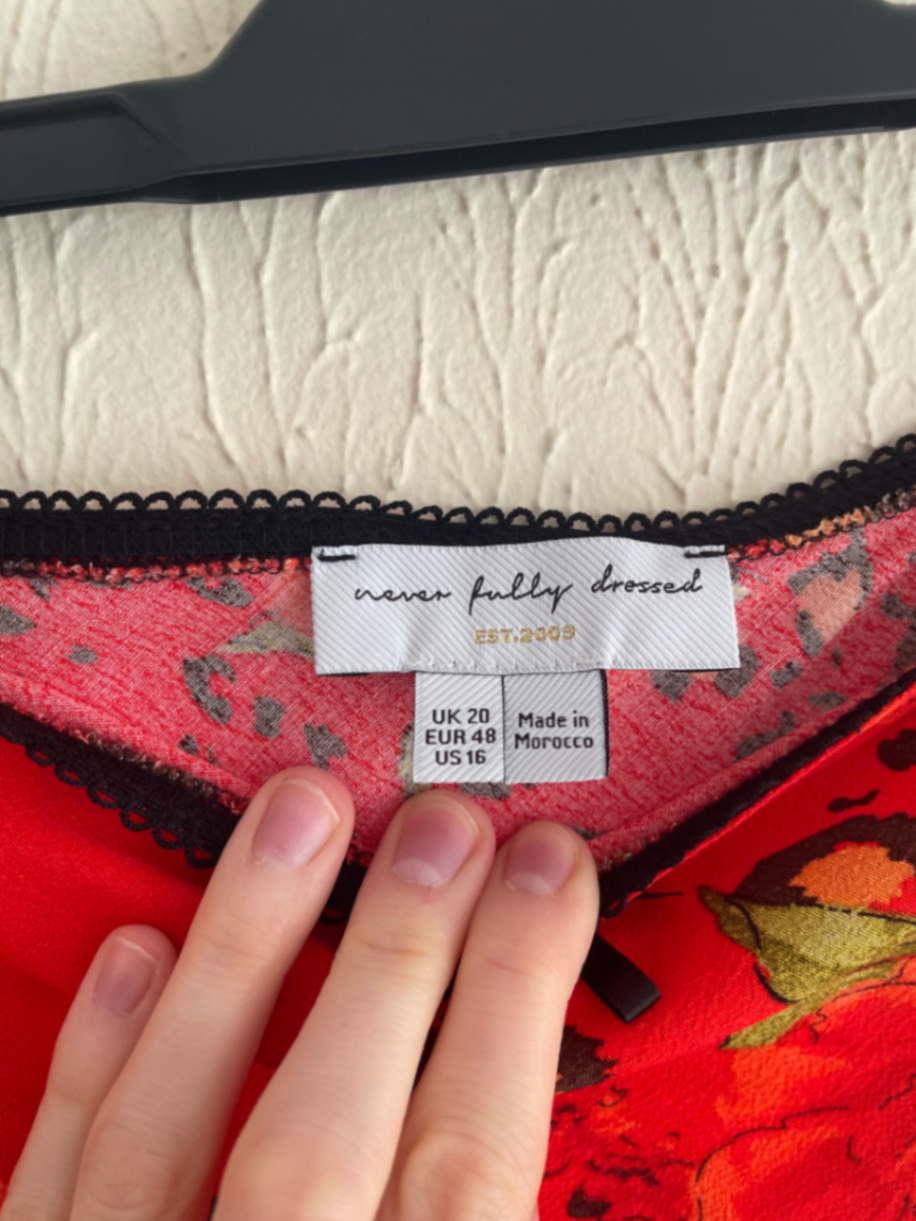 never fully dressed
EST.2009
UK 20
EUR 48
US 16
Made in
Morocco